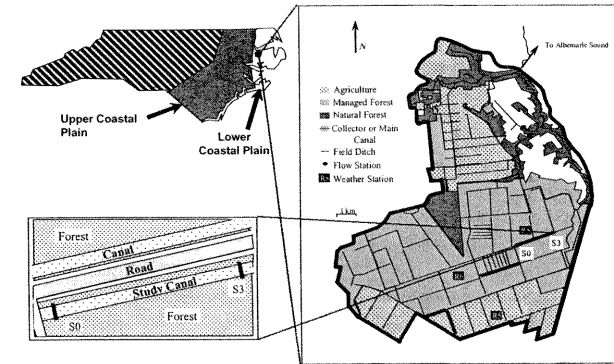 Upper Coastal
Plain
Lower
Coastal Plain
N
To Albemarle Sound
Agriculture
Managed Forest
Natural Forest
Collector or Main
Canal
Field Ditch
Flow Station
Weather Station
1 km
S3
S0
Forest
Canal
Road
Study Canal
S3
S0
Forest